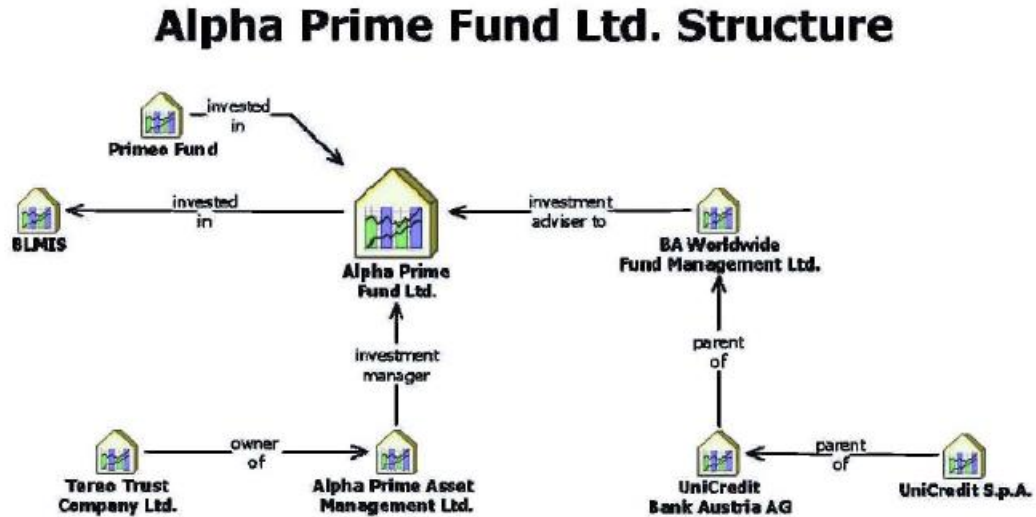 Alpha Prime Fund Ltd. Structure
invested
in
Primeo Fund
invested
in
investment
adviser to
BLMIS
BA Worldwide
Fund Management Ltd.
Alpha Prime
Fund Ltd.
parent
of
investment
manager
owner
of
parent
of
Tereo Trust
Company Ltd.
Alpha Prime Asset
Management Ltd.
UniCredit
Bank Austria AG
UniCredit S.p.A.